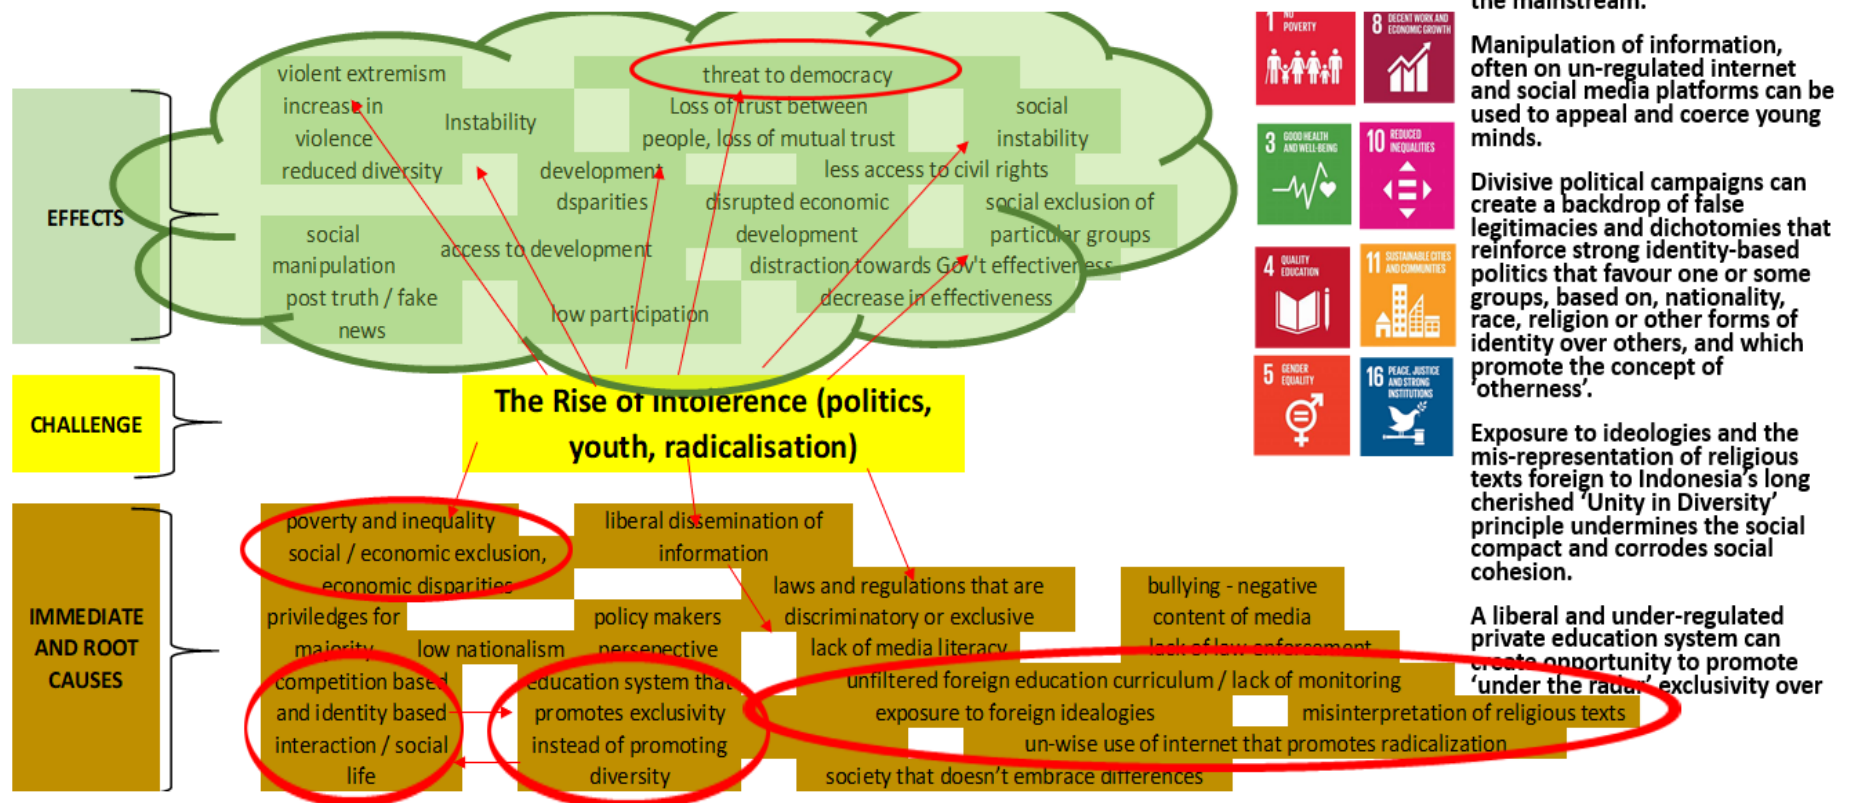 violent extremism
threat to democracy
increase in
violence
Instability
Loss of trust between
people, loss of mutual trust
social
instability
reduced diversity
development
dsparities
less access to civil rights
EFFECTS
disrupted economic
development
social exclusion of
particular groups
social
manipulation
access to development
distraction towards Gov't effectiveness
post truth / fake
news
low participation
decrease in effectiveness
CHALLENGE
The Rise of Intolerence (politics,
youth, radicalisation)
IMMEDIATE
AND ROOT
CAUSES
poverty and inequality
social / economic exclusion,
economic disparities
liberal dissemination of
information
laws and regulations that are
discriminatory or exclusive
bullying - negative
content of media
priviledges for
majority
low nationalism
policy makers
persepective
lack of media literacy
lack of law enforcement
competition based
and identity based
interaction / social
life
education system that
promotes exclusivity
instead of promoting
diversity
unfiltered foreign education curriculum / lack of monitoring
exposure to foreign idealogies
misinterpretation of religious texts
un-wise use of internet that promotes radicalization
society that doesn't embrace differences
1 NO
POVERTY
8 DECENT WORK AND
ECONOMIC GROWTH
3 GOOD HEALTH
AND WELL-BEING
10 REDUCED
INEQUALITIES
4 QUALITY
EDUCATION
11 SUSTAINABLE CITIES
AND COMMUNITIES
5 GENDER
EQUALITY
16 PEACE, JUSTICE
AND STRONG
INSTITUTIONS
the mainstream.
Manipulation of information,
often on un-regulated internet
and social media platforms can be
used to appeal and coerce young
minds.
Divisive political campaigns can
create a backdrop of false
legitimacies and dichotomies that
reinforce strong identity-based
politics that favour one or some
groups, based on, nationality,
race, religion or other forms of
identity over others, and which
promote the concept of
'otherness'.
Exposure to ideologies and the
mis-representation of religious
texts foreign to Indonesia's long
cherished 'Unity in Diversity'
principle undermines the social
compact and corrodes social
cohesion.
A liberal and under-regulated
private education system can
create opportunity to promote
'under the radar' exclusivity over